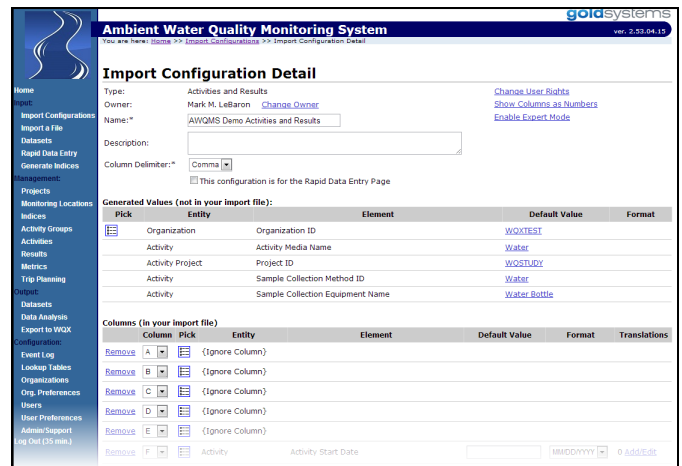 goldsystems
Ambient Water Quality Monitoring System
ver. 2.53.04.15
You are here: Home >> Import Configurations >> Import Configuration Detail
Import Configuration Detail
Home
Input:
Import Configurations
Import a File
Datasets
Rapid Data Entry
Generate Indices
Management:
Projects
Monitoring Locations
Indices
Activity Groups
Activities
Results
Metrics
Trip Planning
Output:
Datasets
Data Analysis
Export to WQX
Configuration:
Event Log
Lookup Tables
Organizations
Org. Preferences
Users
User Preferences
Admin/Support
Log Out (35 min.)
Type: Activities and Results Change User Rights
Owner: Mark M. LeBaron Change Owner Show Columns as Numbers
Name:* AWQMS Demo Activities and Results Enable Expert Mode
Description:
Column Delimiter:* Comma
This configuration is for the Rapid Data Entry Page
Generated Values (not in your import file):
Pick Entity Element Default Value Format
Organization Organization ID WQXTEST
Activity Activity Media Name Water
Activity Project Project ID WQSTUDY
Activity Sample Collection Method ID Water
Activity Sample Collection Equipment Name Water Bottle
Columns (in your import file)
Column Pick Entity Element Default Value Format Translations
Remove A {Ignore Column}
Remove B {Ignore Column}
Remove C {Ignore Column}
Remove D {Ignore Column}
Remove E {Ignore Column}
Remove F Activity Activity Start Date MM/DD/YYYY 0 Add/Edit